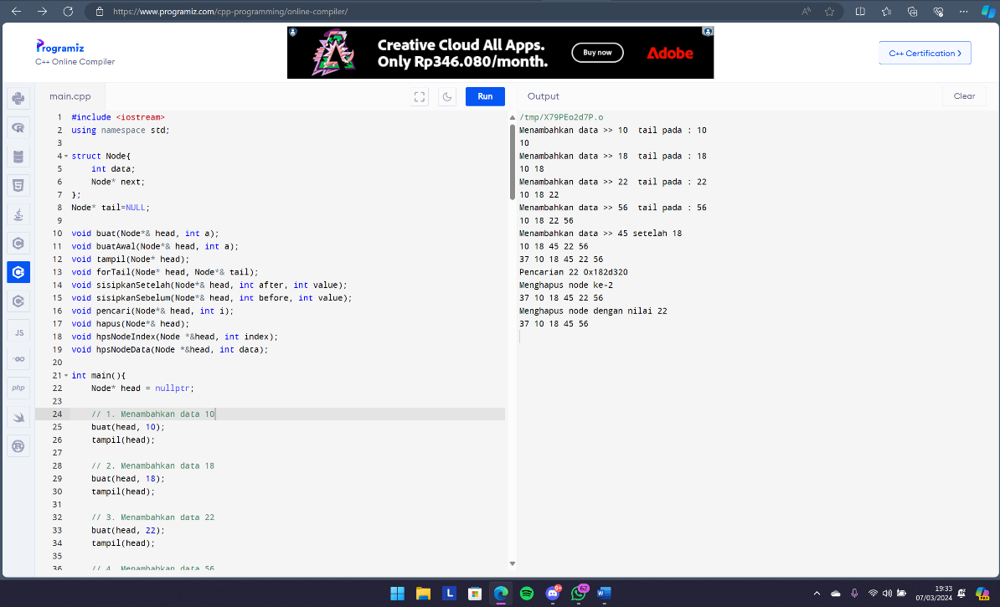 https://www.programiz.com/cpp-programming/online-compiler/
Programiz
C++ Online Compiler
Creative Cloud All Apps.
Only Rp346.080/month.
Buy now
Adobe
C++ Certification >
main.cpp
Run
Output
Clear
1 #include <iostream>
2 using namespace std;
3
4 struct Node{
5 int data;
6 Node* next;
7 };
8 Node* tail=NULL;
9
10 void buat(Node*& head, int a);
11 void buatAwal(Node*& head, int a);
12 void tampil(Node* head);
13 void forTail(Node* head, Node*& tail);
14 void sisipkanSetelah(Node*& head, int after, int value);
15 void sisipkanSebelum(Node*& head, int before, int value);
16 void pencari(Node*& head, int i);
17 void hapus(Node*& head);
18 void hpsNodeIndex(Node *&head, int index);
19 void hpsNodeData(Node *&head, int data);
20
21 int main(){
22 Node* head = nullptr;
23
24 // 1. Menambahkan data 10
25 buat(head, 10);
26 tampil(head);
27
28 // 2. Menambahkan data 18
29 buat(head, 18);
30 tampil(head);
31
32 // 3. Menambahkan data 22
33 buat(head, 22);
34 tampil(head);
35
36 // 4. Menambahkan data 56
/tmp/X79PEo2d7P.o
Menambahkan data >> 10  tail pada : 10
10
Menambahkan data >> 18  tail pada : 18
10 18
Menambahkan data >> 22  tail pada : 22
10 18 22
Menambahkan data >> 56  tail pada : 56
10 18 22 56
Menambahkan data >> 45 setelah 18
10 18 45 22 56
37 10 18 45 22 56
Pencarian 22 0x182d320
Menghapus node ke-2
37 10 18 45 22 56
Menghapus node dengan nilai 22
37 10 18 45 56
JS
GO
php
L
9+
62
W
19:33
07/03/2024
PRE